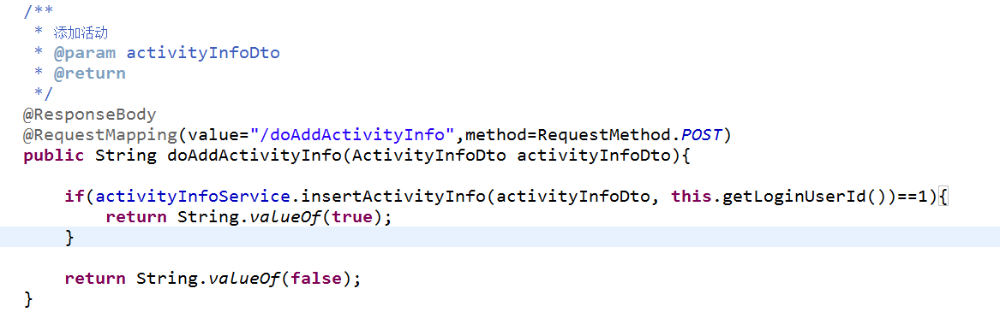 /**
 * 添加活动
 * @param activityInfoDto
 * @return
 */
@ResponseBody
@RequestMapping(value="/doAddActivityInfo",method=RequestMethod.POST)
public String doAddActivityInfo(ActivityInfoDto activityInfoDto){
    if(activityInfoService.insertActivityInfo(activityInfoDto, this.getLoginUserId())==1){
        return String.valueOf(true);
    }
    return String.valueOf(false);
}